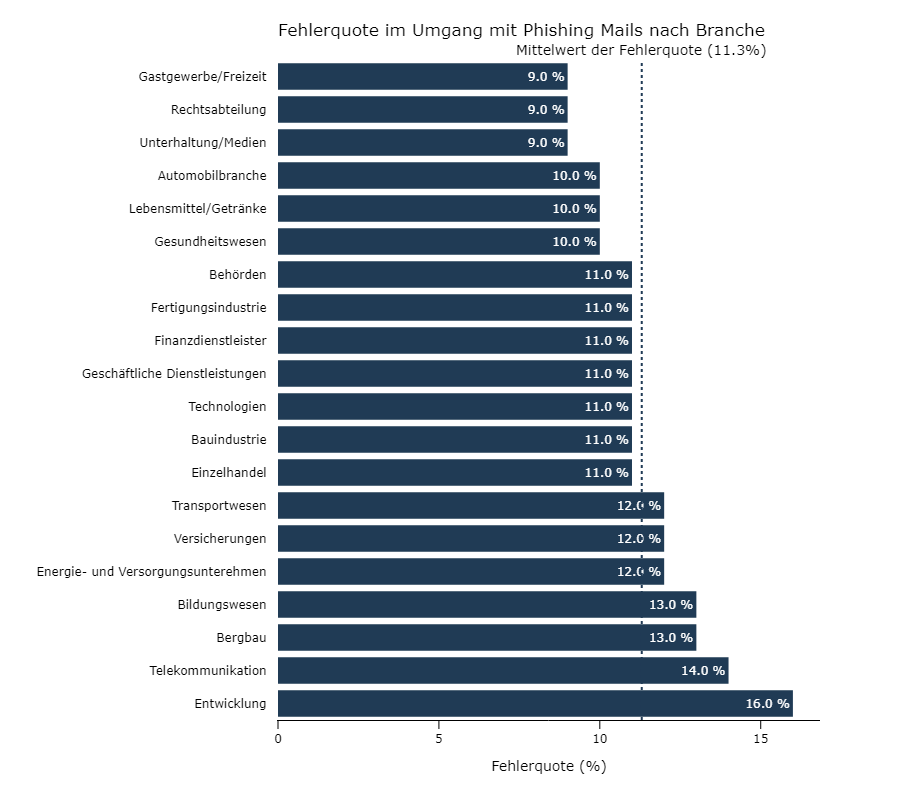 Fehlerquote im Umgang mit Phishing Mails nach Branche
Mittelwert der Fehlerquote (11.3%)
Gastgewerbe/Freizeit 9.0 %
Rechtsabteilung 9.0 %
Unterhaltung/Medien 9.0 %
Automobilbranche 10.0 %
Lebensmittel/Getränke 10.0 %
Gesundheitswesen 10.0 %
Behörden 11.0 %
Fertigungsindustrie 11.0 %
Finanzdienstleister 11.0 %
Geschäftliche Dienstleistungen 11.0 %
Technologien 11.0 %
Bauindustrie 11.0 %
Einzelhandel 11.0 %
Transportwesen 12.0 %
Versicherungen 12.0 %
Energie- und Versorgungsunterehmen 12.0 %
Bildungswesen 13.0 %
Bergbau 13.0 %
Telekommunikation 14.0 %
Entwicklung 16.0 %
0 5 10 15
Fehlerquote (%)